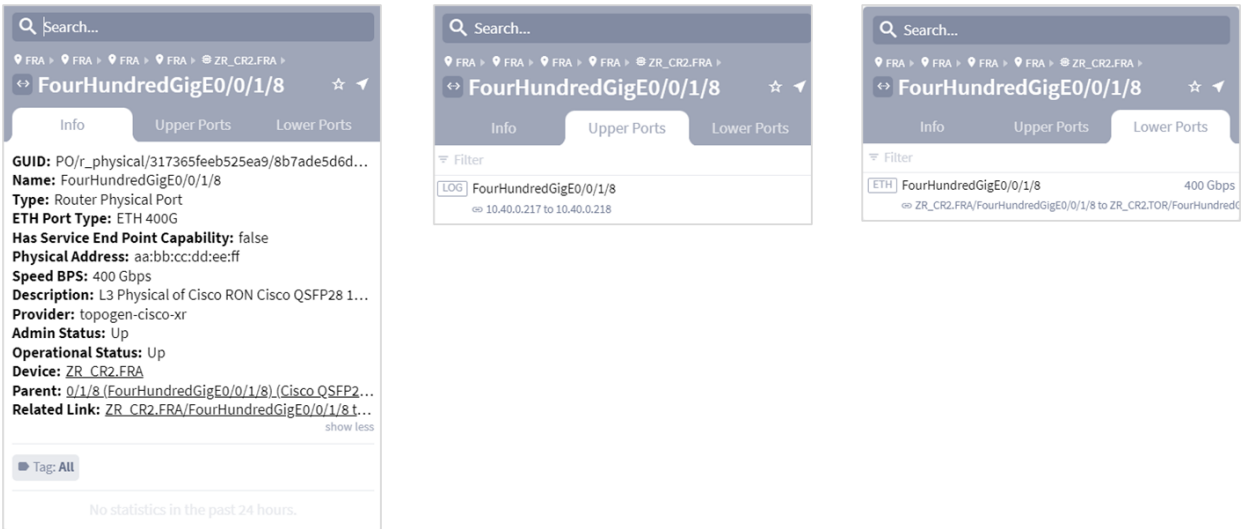 Search...
FRA FRA FRA FRA ZR_CR2.FRA
FourHundredGigE0/0/1/8
Info Upper Ports Lower Ports
GUID: PO/r_physical/317365feeb525ea9/8b7ade5d6d...
Name: FourHundredGigE0/0/1/8
Type: Router Physical Port
ETH Port Type: ETH 400G
Has Service End Point Capability: false
Physical Address: aa:bb:cc:dd:ee:ff
Speed BPS: 400 Gbps
Description: L3 Physical of Cisco RON Cisco QSFP28 1...
Provider: topogen-cisco-xr
Admin Status: Up
Operational Status: Up
Device: ZR_CR2.FRA
Parent: 0/1/8 (FourHundredGigE0/0/1/8) (Cisco QSFP2...
Related Link: ZR_CR2.FRA/FourHundredGigE0/0/1/8 t...
show less
Tag: All
No statistics in the past 24 hours.
Search...
FRA FRA FRA FRA ZR_CR2.FRA
FourHundredGigE0/0/1/8
Info Upper Ports Lower Ports
Filter
LOG FourHundredGigE0/0/1/8
10.40.0.217 to 10.40.0.218
Search...
FRA FRA FRA FRA ZR_CR2.FRA
FourHundredGigE0/0/1/8
Info Upper Ports Lower Ports
Filter
ETH FourHundredGigE0/0/1/8 400 Gbps
ZR_CR2.FRA/FourHundredGigE0/0/1/8 to ZR_CR2.TOR/FourHundred